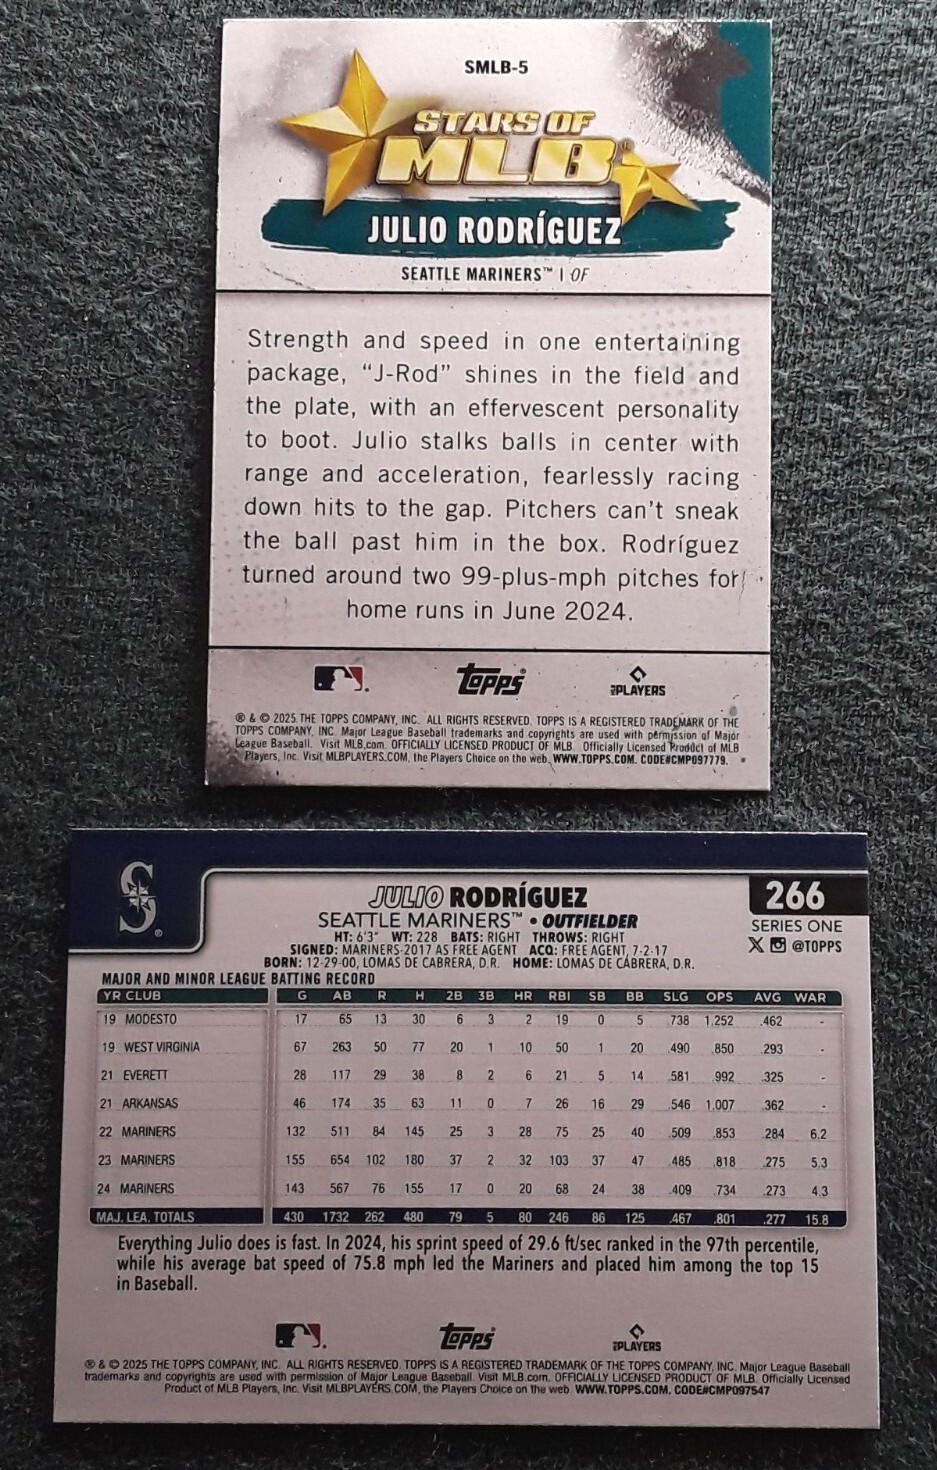 SMLB-5
STARS OF
MLB
JULIO RODRÍGUEZ
SEATTLE MARINERS™ | OF
Strength and speed in one entertaining
package, "J-Rod" shines in the field and
the plate, with an effervescent personality
to boot. Julio stalks balls in center with
range and acceleration, fearlessly racing
down hits to the gap. Pitchers can't sneak
the ball past him in the box. Rodríguez
turned around two 99-plus-mph pitches for
home runs in June 2024.
Topps®
MLB PLAYERS
® & © 2025 THE TOPPS COMPANY, INC. ALL RIGHTS RESERVED. TOPPS IS A REGISTERED TRADEMARK OF THE
TOPPS COMPANY, INC. Major League Baseball trademarks and copyrights are used with permission of Major
League Baseball. Visit MLB.com. OFFICIALLY LICENSED PRODUCT OF MLB. Officially Licensed Product of MLB
Players, Inc. Visit MLBPLAYERS.COM, the Players Choice on the web. WWW.TOPPS.COM. CODE#CMP097779.
S®
JULIO RODRÍGUEZ
266
SEATTLE MARINERS™ • OUTFIELDER
SERIES ONE
HT: 6'3" WT: 228 BATS: RIGHT THROWS: RIGHT
X @TOPPS
SIGNED: MARINERS-2017 AS FREE AGENT ACQ: FREE AGENT, 7-2-17
BORN: 12-29-00, LOMAS DE CABRERA, D.R. HOME: LOMAS DE CABRERA, D.R.
MAJOR AND MINOR LEAGUE BATTING RECORD
YR CLUB G AB R H 2B 3B HR RBI SB BB SLG OPS AVG WAR
19 MODESTO 17 65 13 30 6 3 2 19 0 5 .738 1.252 .462 -
19 WEST VIRGINIA 67 263 50 77 20 1 10 50 1 20 .490 .850 .293 -
21 EVERETT 28 117 29 38 8 2 6 21 5 14 .581 .992 .325 -
21 ARKANSAS 46 174 35 63 11 0 7 26 16 29 .546 1.007 .362 -
22 MARINERS 132 511 84 145 25 3 28 75 25 40 .509 .853 .284 6.2
23 MARINERS 155 654 102 180 37 2 32 103 37 47 .485 .818 .275 5.3
24 MARINERS 143 567 76 155 17 0 20 68 24 38 .409 .734 .273 4.3
MAJ. LEA. TOTALS 430 1732 262 480 79 5 80 246 86 125 .467 .801 .277 15.8
Everything Julio does is fast. In 2024, his sprint speed of 29.6 ft/sec ranked in the 97th percentile,
while his average bat speed of 75.8 mph led the Mariners and placed him among the top 15
in Baseball.
Topps
MLB PLAYERS
® & © 2025 THE TOPPS COMPANY, INC. ALL RIGHTS RESERVED. TOPPS IS A REGISTERED TRADEMARK OF THE TOPPS COMPANY, INC. Major League Baseball
trademarks and copyrights are used with permission of Major League Baseball. Visit MLB.com. OFFICIALLY LICENSED PRODUCT OF MLB. Officially Licensed
Product of MLB Players, Inc. Visit MLBPLAYERS.COM, the Players Choice on the web. WWW.TOPPS.COM. CODE#CMP097547